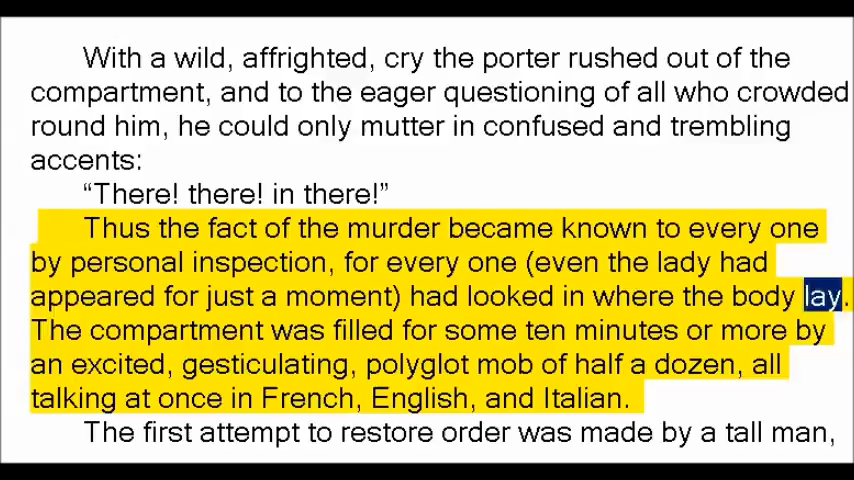 With a wild, affrighted, cry the porter rushed out of the
compartment, and to the eager questioning of all who crowded
round him, he could only mutter in confused and trembling
accents:
“There! there! in there!”
Thus the fact of the murder became known to every one
by personal inspection, for every one (even the lady had
appeared for just a moment) had looked in where the body lay.
The compartment was filled for some ten minutes or more by
an excited, gesticulating, polyglot mob of half a dozen, all
talking at once in French, English, and Italian.
The first attempt to restore order was made by a tall man,